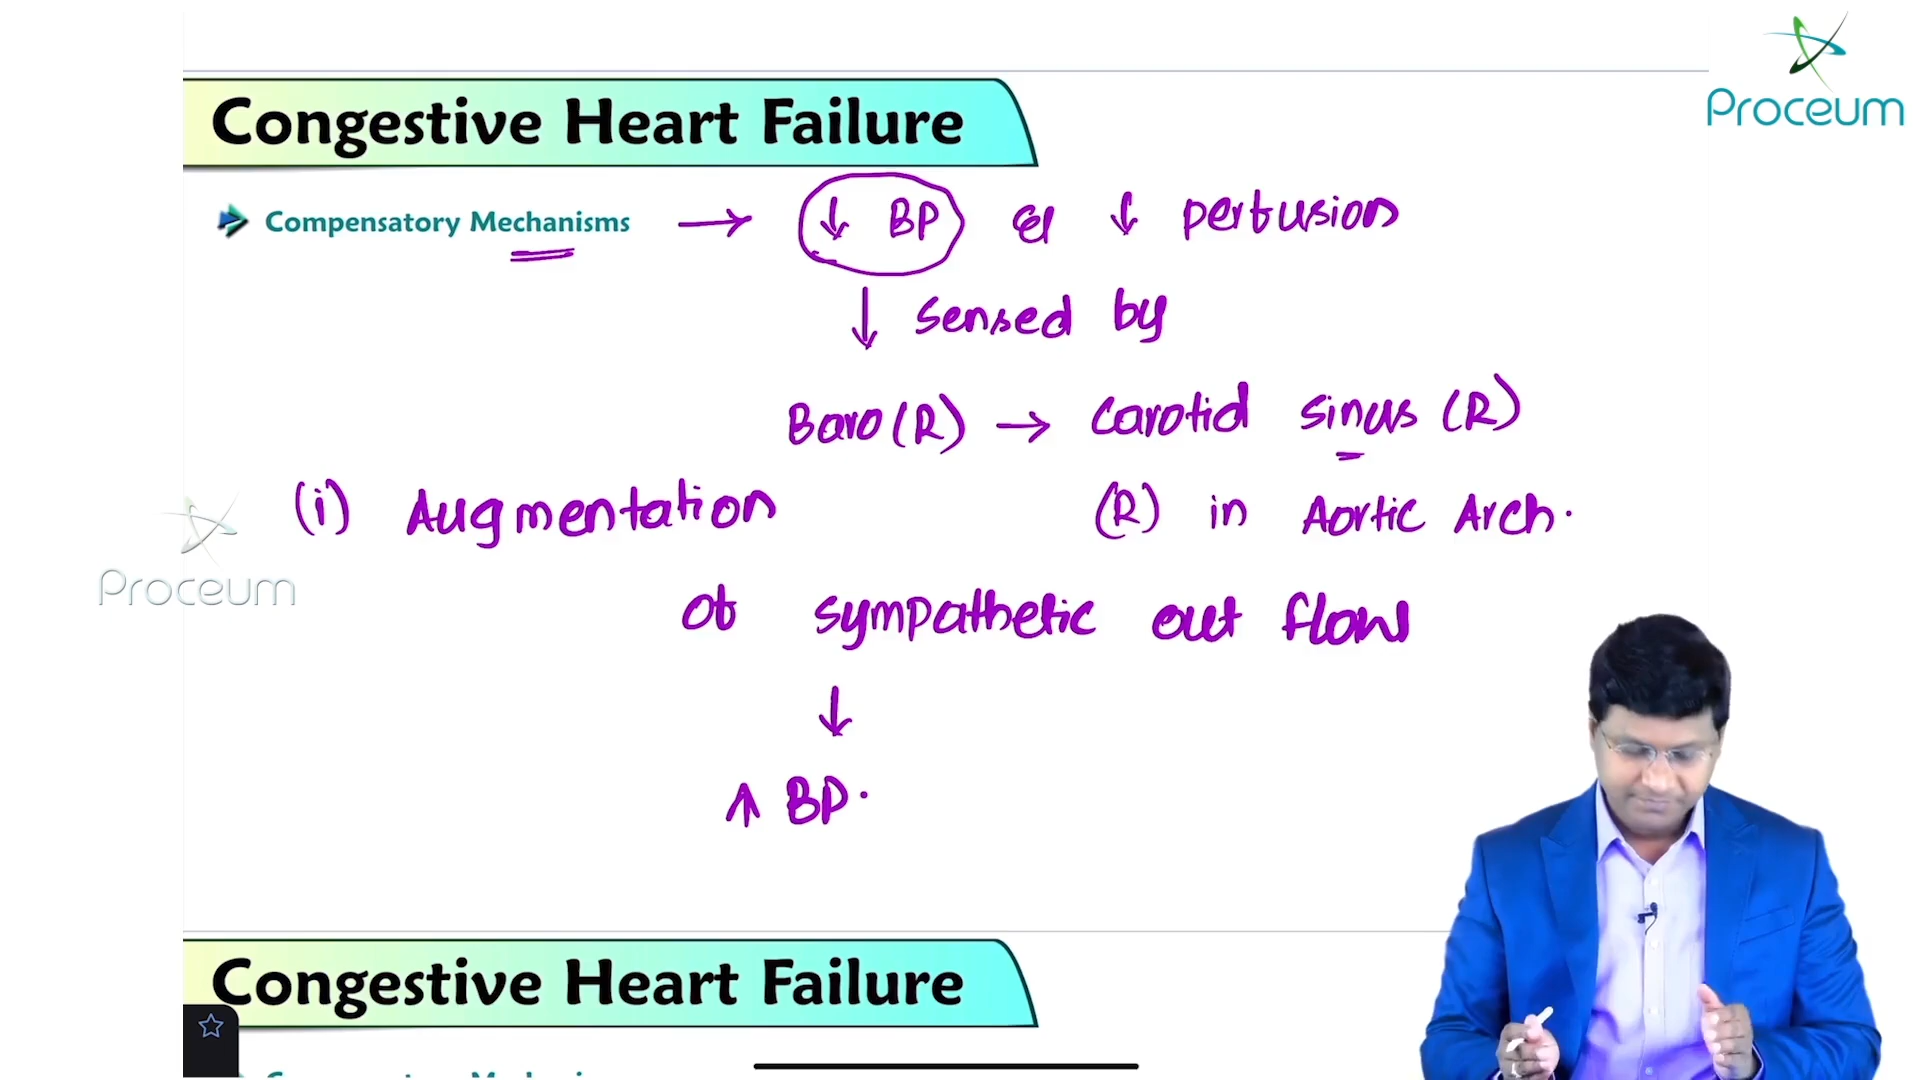 Proceum
Congestive Heart Failure
Compensatory Mechanisms → ↓ BP & ↓ perfusion
↓ sensed by
Baro (R) → carotid sinus (R)
(i) Augmentation (R) in Aortic Arch.
Proceum
of sympathetic out flow
↓
↑ BP.
Congestive Heart Failure